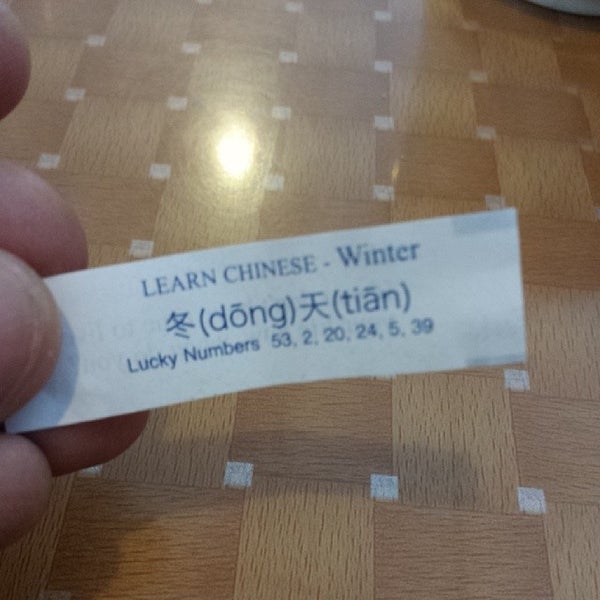 LEARN CHINESE - Winter
冬(dōng)天(tiān)
Lucky Numbers 53, 2, 20, 24, 5, 39